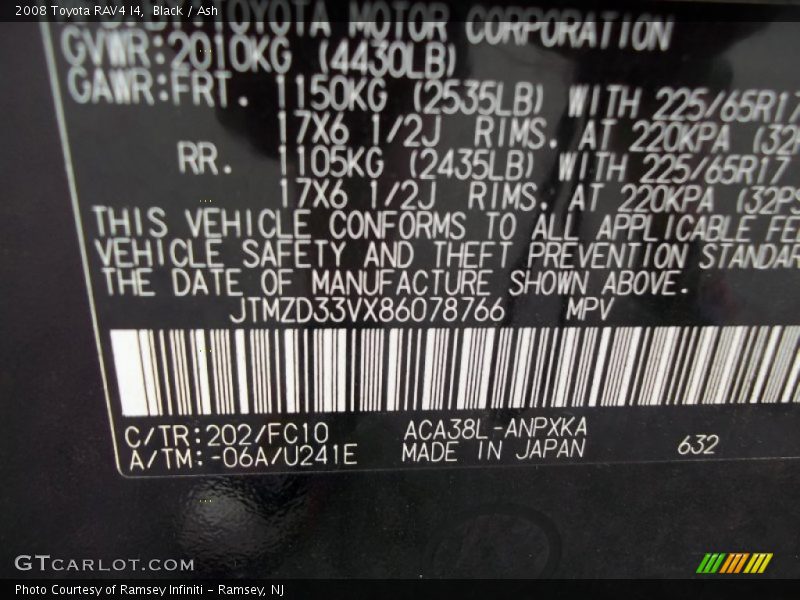 2008 Toyota RAV4 I4, Black / Ash
TOYOTA MOTOR CORPORATION
GVWR:2010KG (4430LB)
GAWR:FRT. 1150KG (2535LB) WITH 225/65R17
17X6 1/2J RIMS. AT 220KPA (32P
RR. 1105KG (2435LB) WITH 225/65R17
17X6 1/2J RIMS. AT 220KPA (32PS
THIS VEHICLE CONFORMS TO ALL APPLICABLE FE
VEHICLE SAFETY AND THEFT PREVENTION STANDAR
THE DATE OF MANUFACTURE SHOWN ABOVE.
JTMZD33VX86078766 MPV
C/TR:202/FC10 ACA38L-ANPXKA
A/TM:-06A/U241E MADE IN JAPAN 632
GTCARLOT.COM
Photo Courtesy of Ramsey Infiniti - Ramsey, NJ